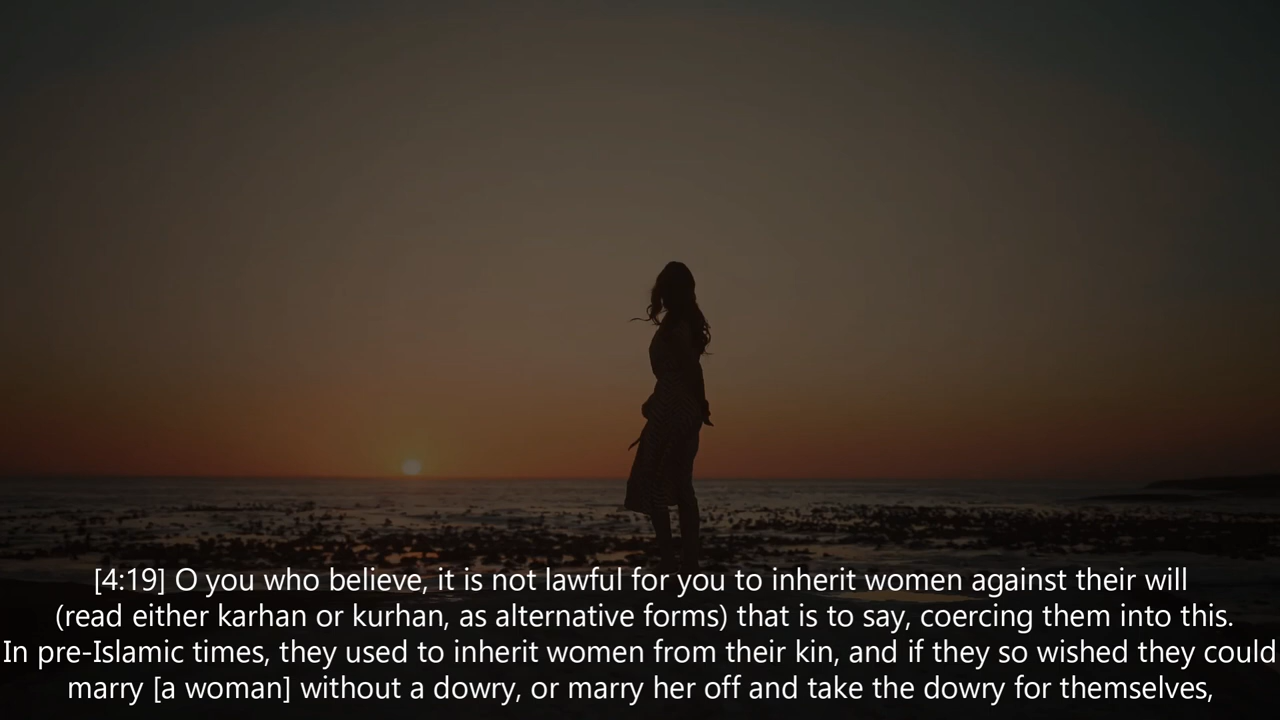 [4:19] O you who believe, it is not lawful for you to inherit women against their will
(read either karhan or kurhan, as alternative forms) that is to say, coercing them into this.
In pre-Islamic times, they used to inherit women from their kin, and if they so wished they could
marry [a woman] without a dowry, or marry her off and take the dowry for themselves,